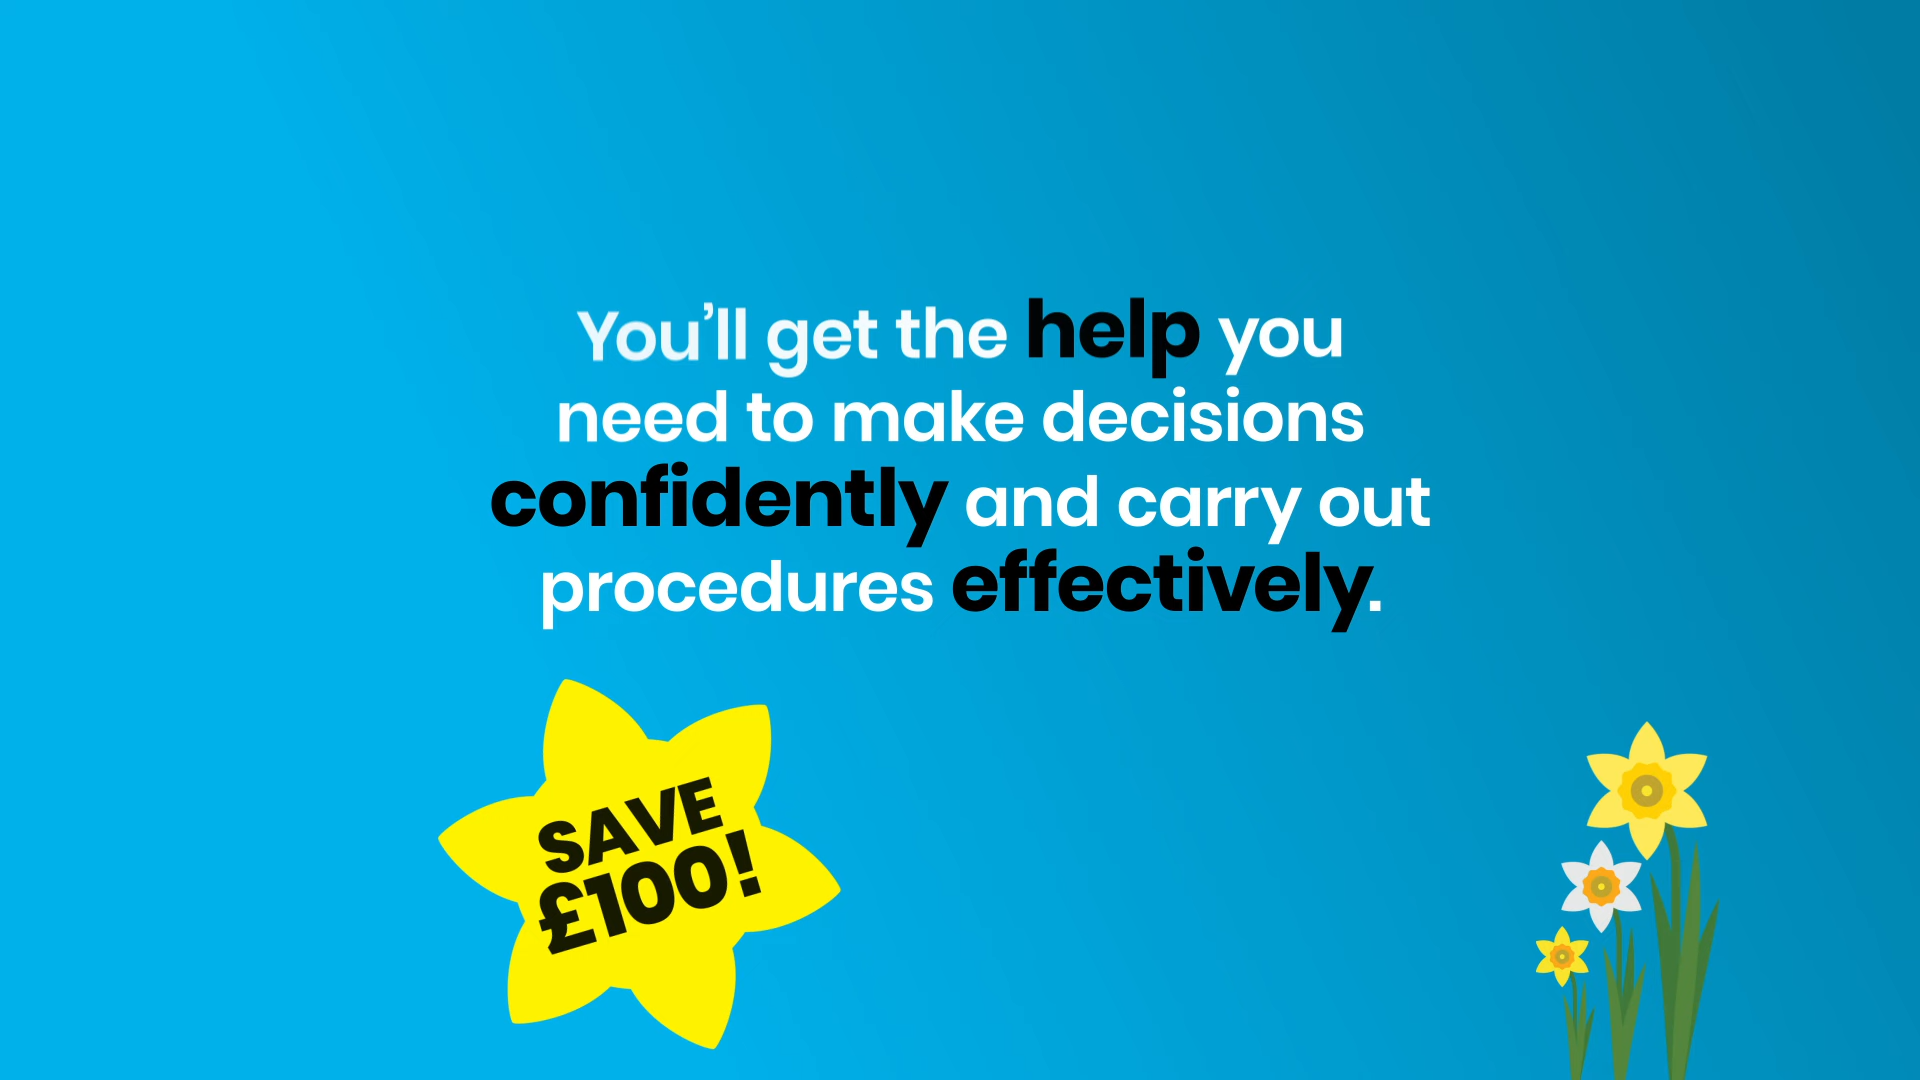 You’ll get the help you
need to make decisions
confidently and carry out
procedures effectively.
SAVE
£100!